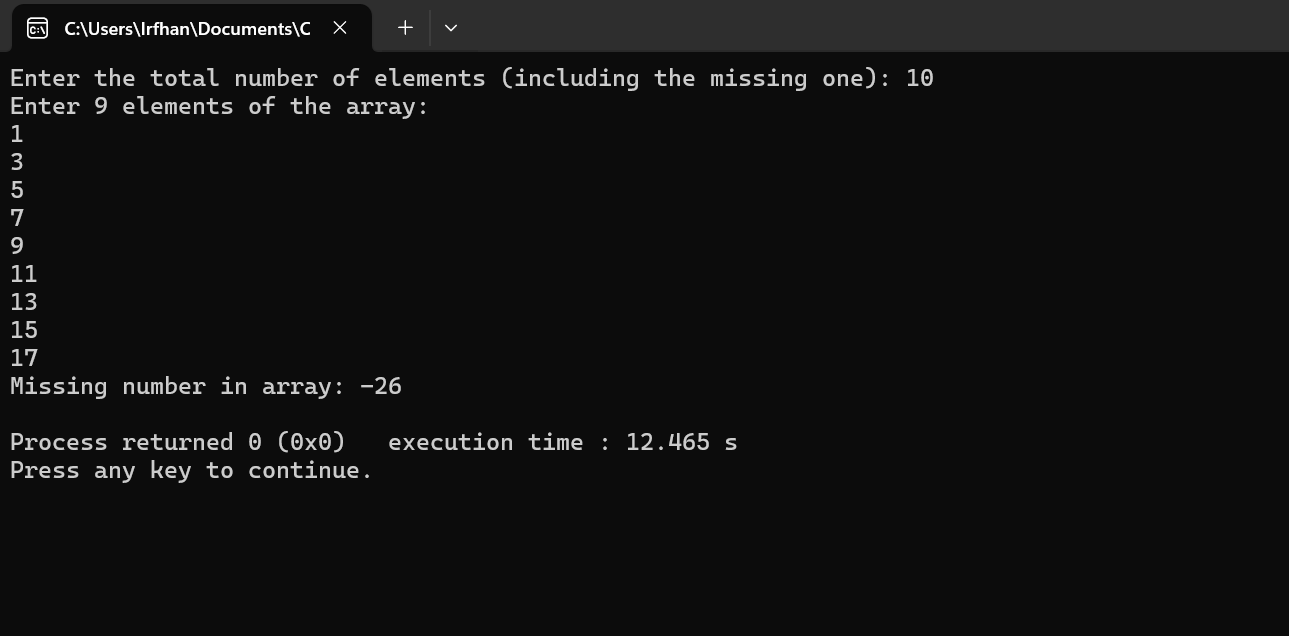 C:\Users\Irfhan\Documents\C
Enter the total number of elements (including the missing one): 10
Enter 9 elements of the array:
1
3
5
7
9
11
13
15
17
Missing number in array: -26
Process returned 0 (0x0)   execution time : 12.465 s
Press any key to continue.